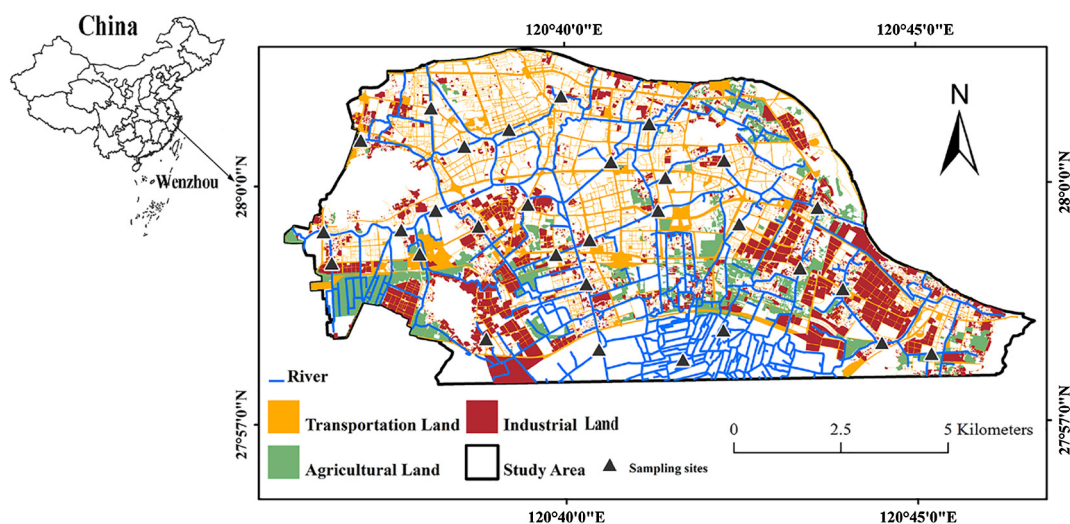 China
Wenzhou
120°40'0"E
120°45'0"E
28°0'0"N
28°0'0"N
N
River
Transportation Land
Industrial Land
Agricultural Land
Study Area
Sampling sites
0
2.5
5 Kilometers
27°57'0"N
27°57'0"N
120°40'0"E
120°45'0"E